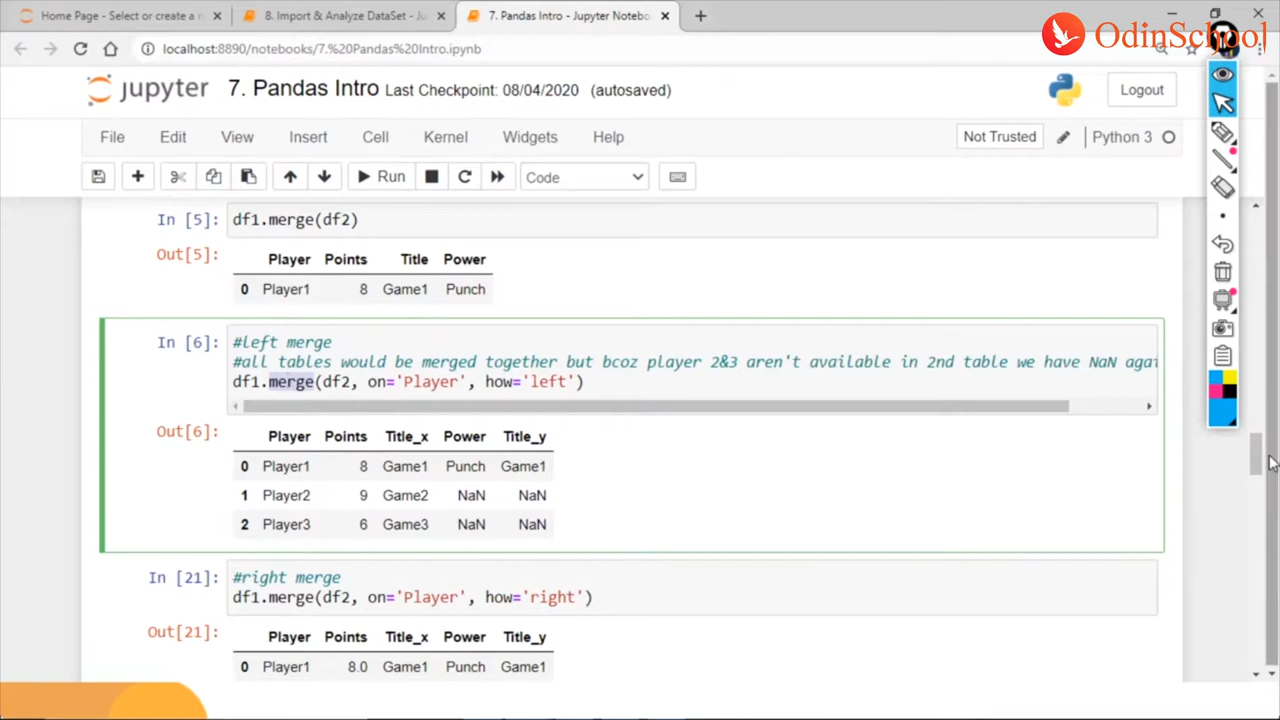 Home Page - Select or create a n
8. Import & Analyze DataSet - Ju
7. Pandas Intro - Jupyter Notebo
OdinSchool
localhost:8890/notebooks/7.%20Pandas%20Intro.ipynb
jupyter 7. Pandas Intro Last Checkpoint: 08/04/2020 (autosaved)
Logout
File Edit View Insert Cell Kernel Widgets Help Not Trusted Python 3
Run Code
In [5]: df1.merge(df2)
Out[5]:
Player Points Title Power
0 Player1 8 Game1 Punch
In [6]: #left merge
#all tables would be merged together but bcoz player 2&3 aren't available in 2nd table we have NaN agai
df1.merge(df2, on='Player', how='left')
Out[6]:
Player Points Title_x Power Title_y
0 Player1 8 Game1 Punch Game1
1 Player2 9 Game2 NaN NaN
2 Player3 6 Game3 NaN NaN
In [21]: #right merge
df1.merge(df2, on='Player', how='right')
Out[21]:
Player Points Title_x Power Title_y
0 Player1 8.0 Game1 Punch Game1